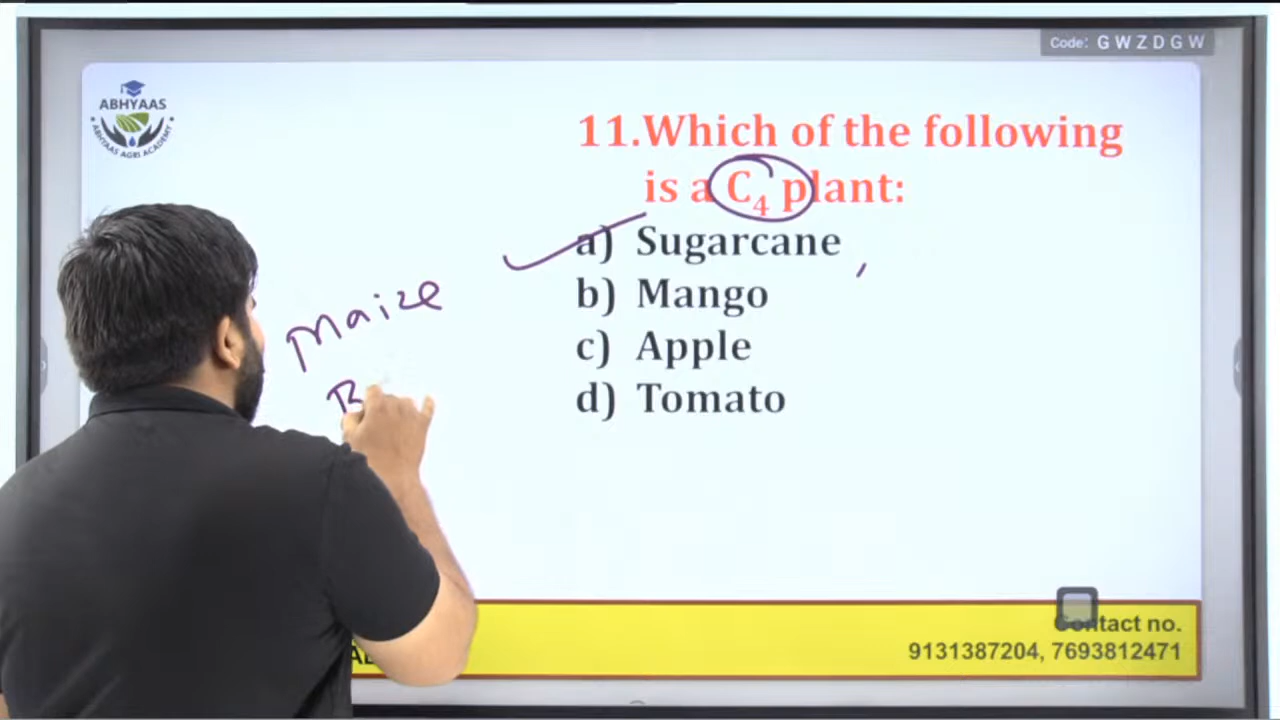 Code: G W Z D G W
ABHYAAS
ABHYAAS AGRI ACADEMY
11.Which of the following
is a C₄ plant:
a) Sugarcane ,
b) Mango
c) Apple
d) Tomato
Maize
B
Contact no.
9131387204, 7693812471